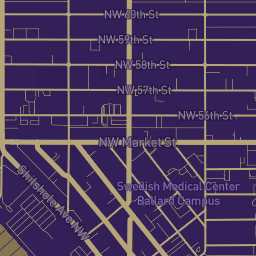 NW 60th St
NW 59th St
NW 58th St
NW 57th St
NW 56th St
NW Market St
Swedish Medical Center
Ballard Campus
Shilshole Ave NW